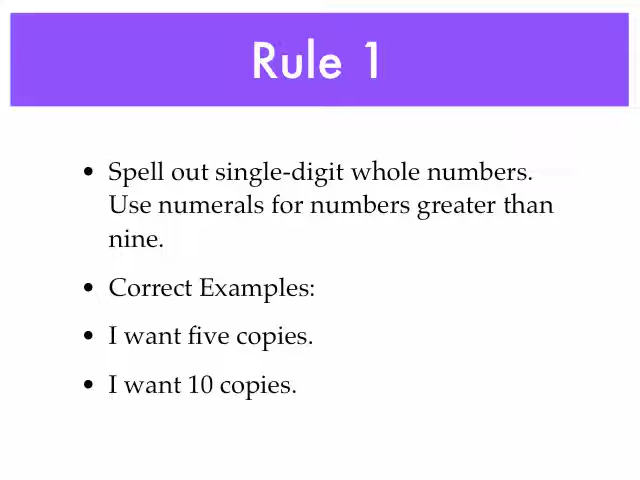 Rule 1
• Spell out single-digit whole numbers.
Use numerals for numbers greater than
nine.
• Correct Examples:
• I want five copies.
• I want 10 copies.